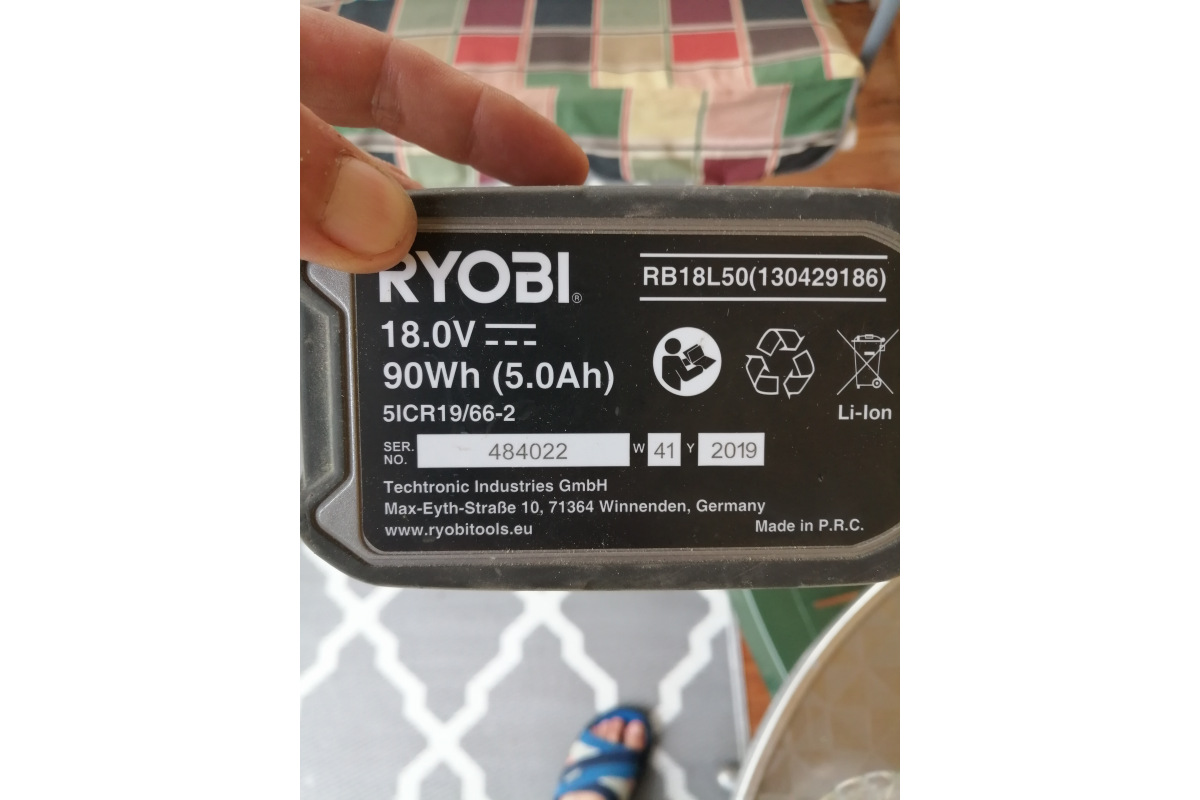 RYOBI®
RB18L50(130429186)
18.0V
90Wh (5.0Ah)
5ICR19/66-2
Li-Ion
SER. NO. 484022 W 41 Y 2019
Techtronic Industries GmbH
Max-Eyth-Straße 10, 71364 Winnenden, Germany
www.ryobitools.eu
Made in P.R.C.